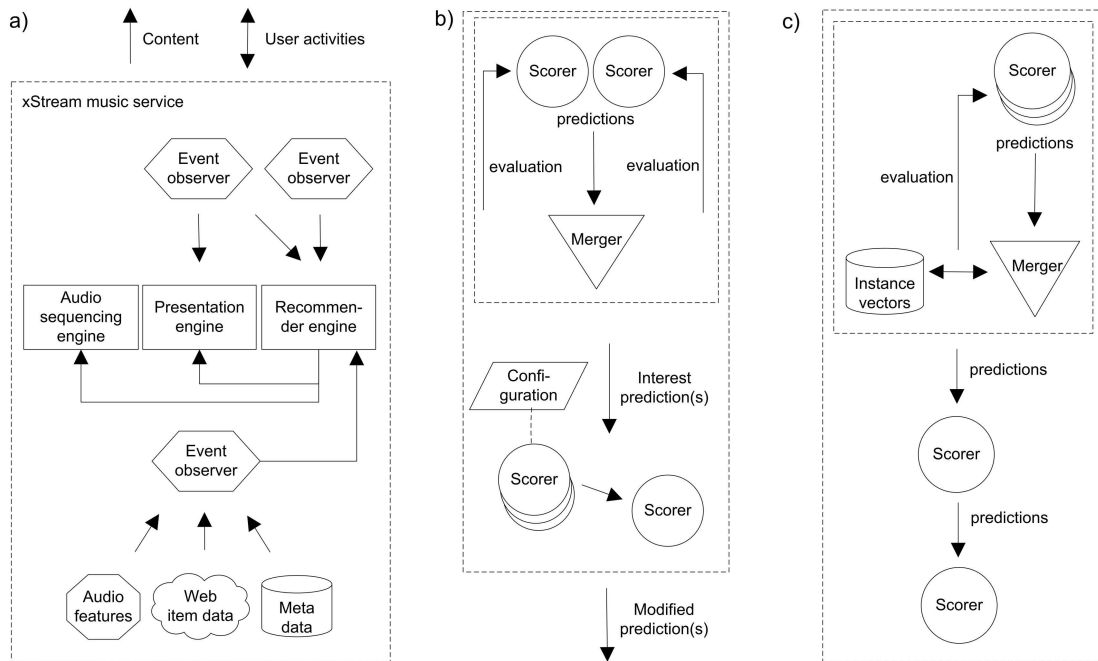 a)
Content
User activities
xStream music service
Event
observer
Event
observer
Audio
sequencing
engine
Presentation
engine
Recommen-
der engine
Event
observer
Audio
features
Web
item data
Meta
data
b)
Scorer
Scorer
predictions
evaluation
evaluation
Merger
Confi-
guration
Interest
prediction(s)
Scorer
Scorer
Modified
prediction(s)
c)
Scorer
predictions
evaluation
Instance
vectors
Merger
predictions
Scorer
predictions
Scorer